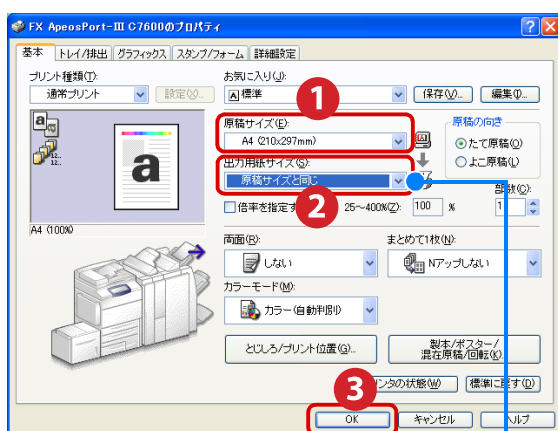 FX ApeosPort-III C7600のプロパティ
基本 トレイ/排出 グラフィックス スタンプ/フォーム 詳細設定
プリント種類(T): お気に入り(J):
通常プリント 設定(X)... 標準 保存(V)... 編集(I)...
1
原稿サイズ(E): 原稿の向き
A4 (210x297mm) たて原稿(O)
出力用紙サイズ(S): よこ原稿(L)
原稿サイズと同じ
部数(C):
2
倍率を指定す 25～400%(Z): 100 % 1
a
12..
12..
a
A4 (100%)
両面(R): まとめて1枚(N):
しない Nアップしない
カラーモード(M):
カラー(自動判別)
とじしろ/プリント位置(G)... 製本/ポスター/
混在原稿/回転(K)...
3
ンタの状態(W) 標準に戻す(D)
OK キャンセル ヘルプ